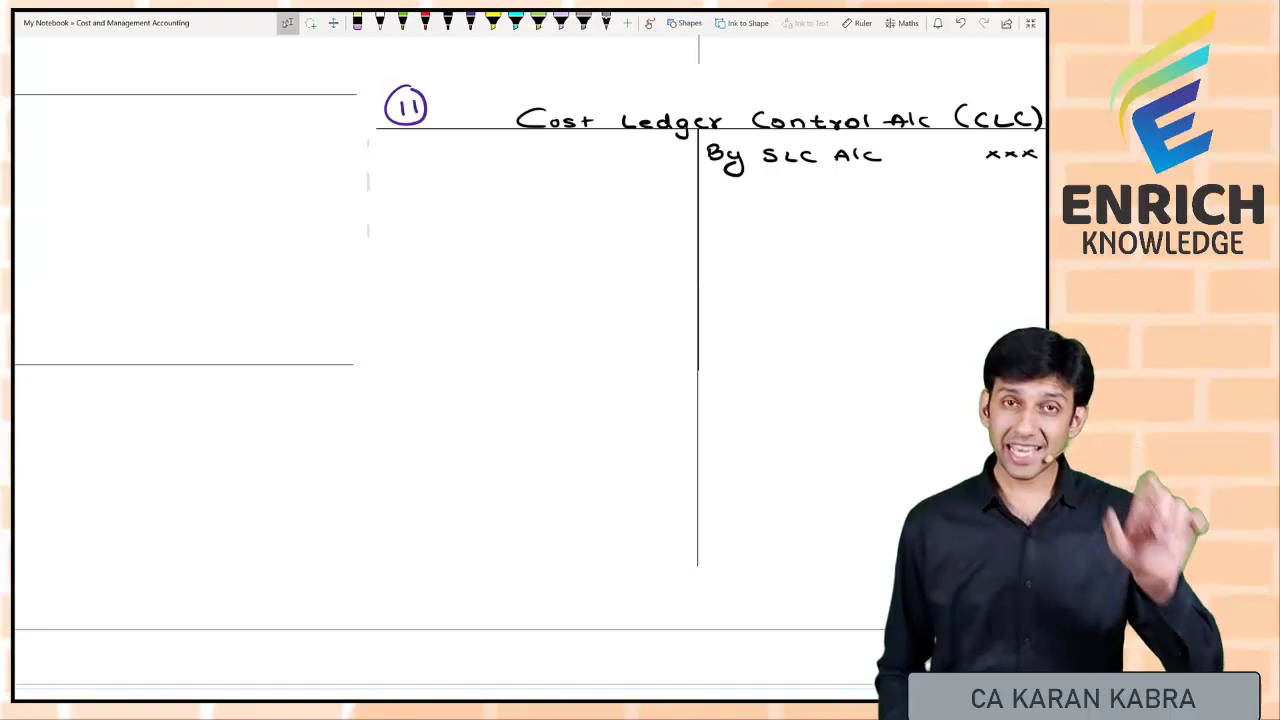 My Notebook » Cost and Management Accounting
Shapes
Ink to Shape
Ink to Text
Ruler
Maths
11
Cost Ledger Control A/c (CLC)
By SLC A/c xxx
ENRICH
KNOWLEDGE
CA KARAN KABRA